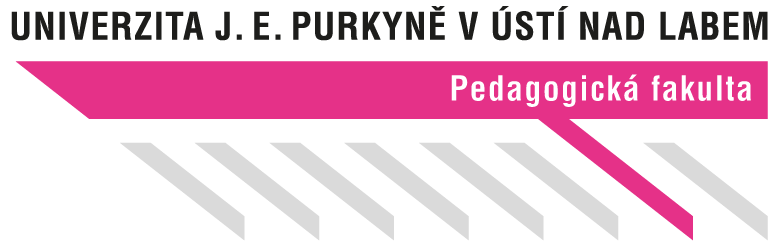 UNIVERZITA J. E. PURKYNĚ V ÚSTÍ NAD LABEM
Pedagogická fakulta